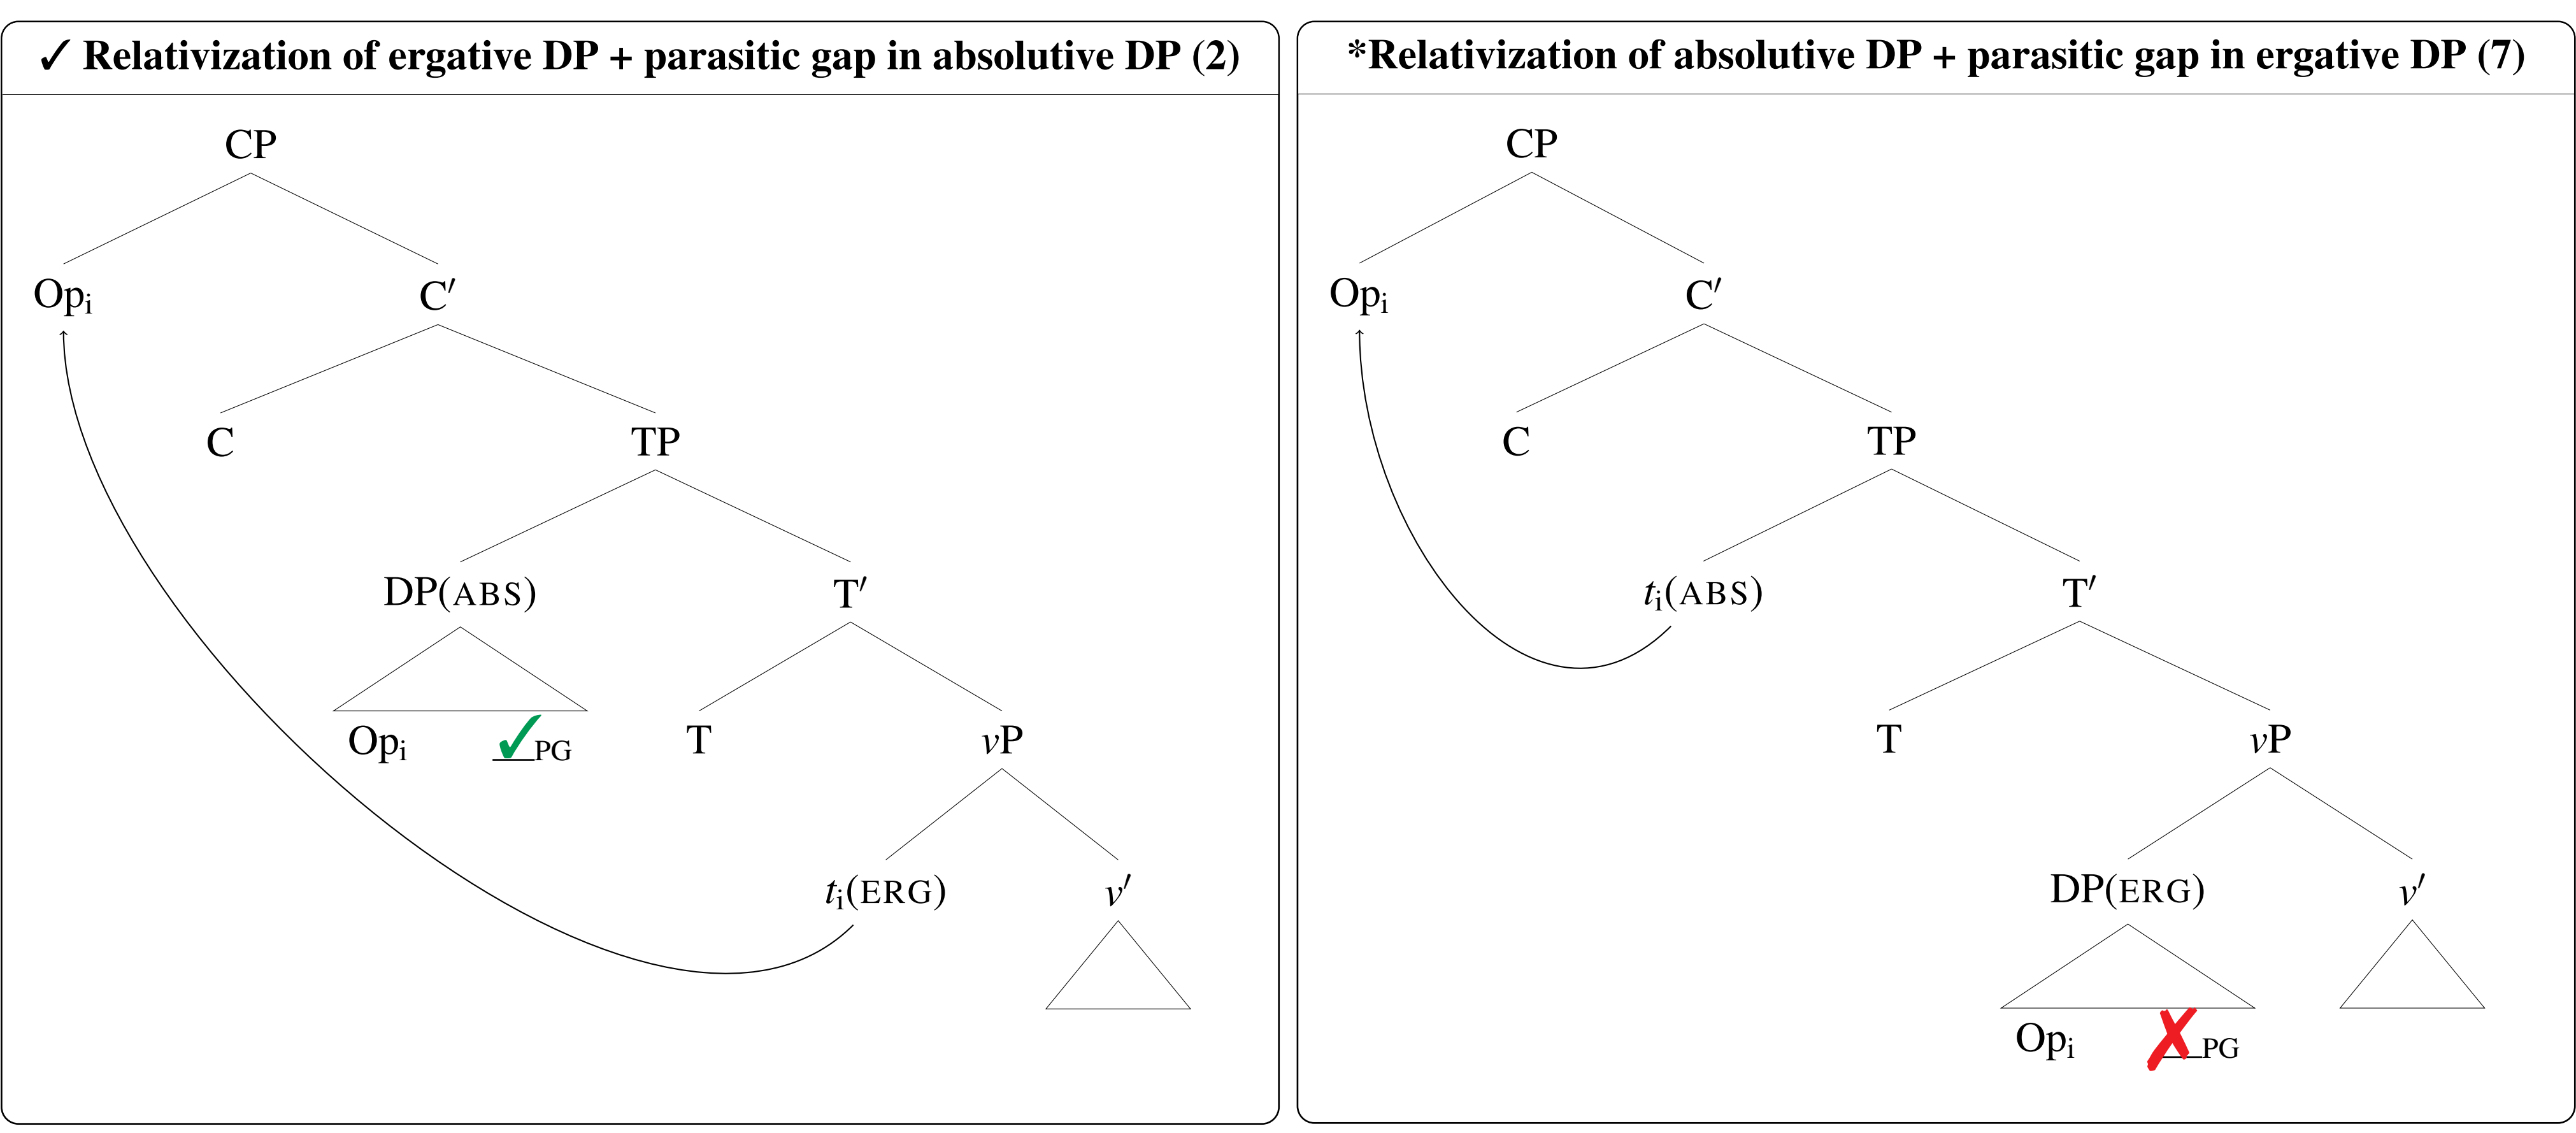 ✓ Relativization of ergative DP + parasitic gap in absolutive DP (2)
CP
Opi C′
C TP
DP(ABS) T′
Opi ✓__PG T vP
ti(ERG) v′
*Relativization of absolutive DP + parasitic gap in ergative DP (7)
CP
Opi C′
C TP
ti(ABS) T′
T vP
DP(ERG) v′
Opi ✗__PG